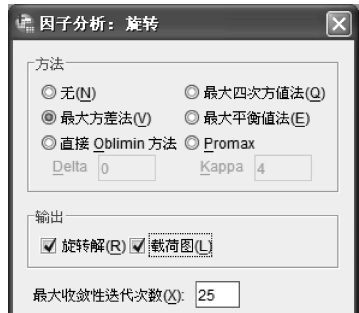 因子分析：旋转
方法
无(N)
最大四次方值法(Q)
最大方差法(V)
最大平衡值法(E)
直接 Oblimin 方法
Promax
Delta 0
Kappa 4
输出
旋转解(R)
载荷图(L)
最大收敛性迭代次数(X): 25